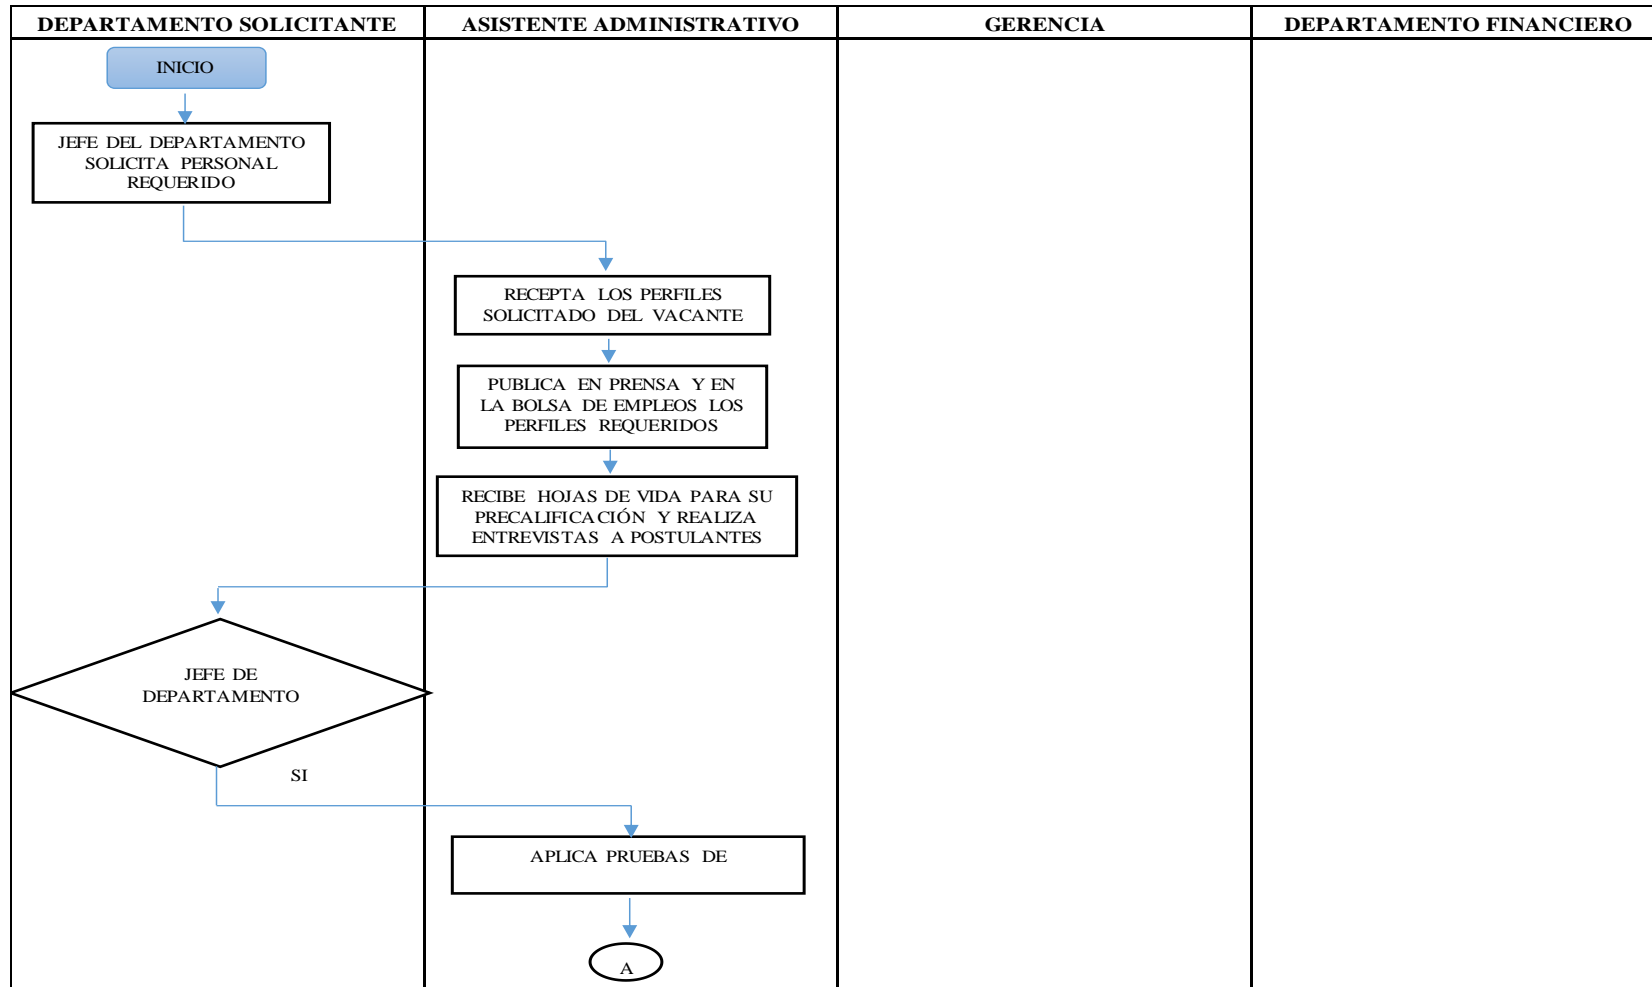 DEPARTAMENTO SOLICITANTE
ASISTENTE ADMINISTRATIVO
GERENCIA
DEPARTAMENTO FINANCIERO
INICIO
JEFE DEL DEPARTAMENTO
SOLICITA PERSONAL
REQUERIDO
RECEPTA LOS PERFILES
SOLICITADO DEL VACANTE
PUBLICA EN PRENSA Y EN
LA BOLSA DE EMPLEOS LOS
PERFILES REQUERIDOS
RECIBE HOJAS DE VIDA PARA SU
PRECALIFICACIÓN Y REALIZA
ENTREVISTAS A POSTULANTES
JEFE DE
DEPARTAMENTO
SI
APLICA PRUEBAS DE
A